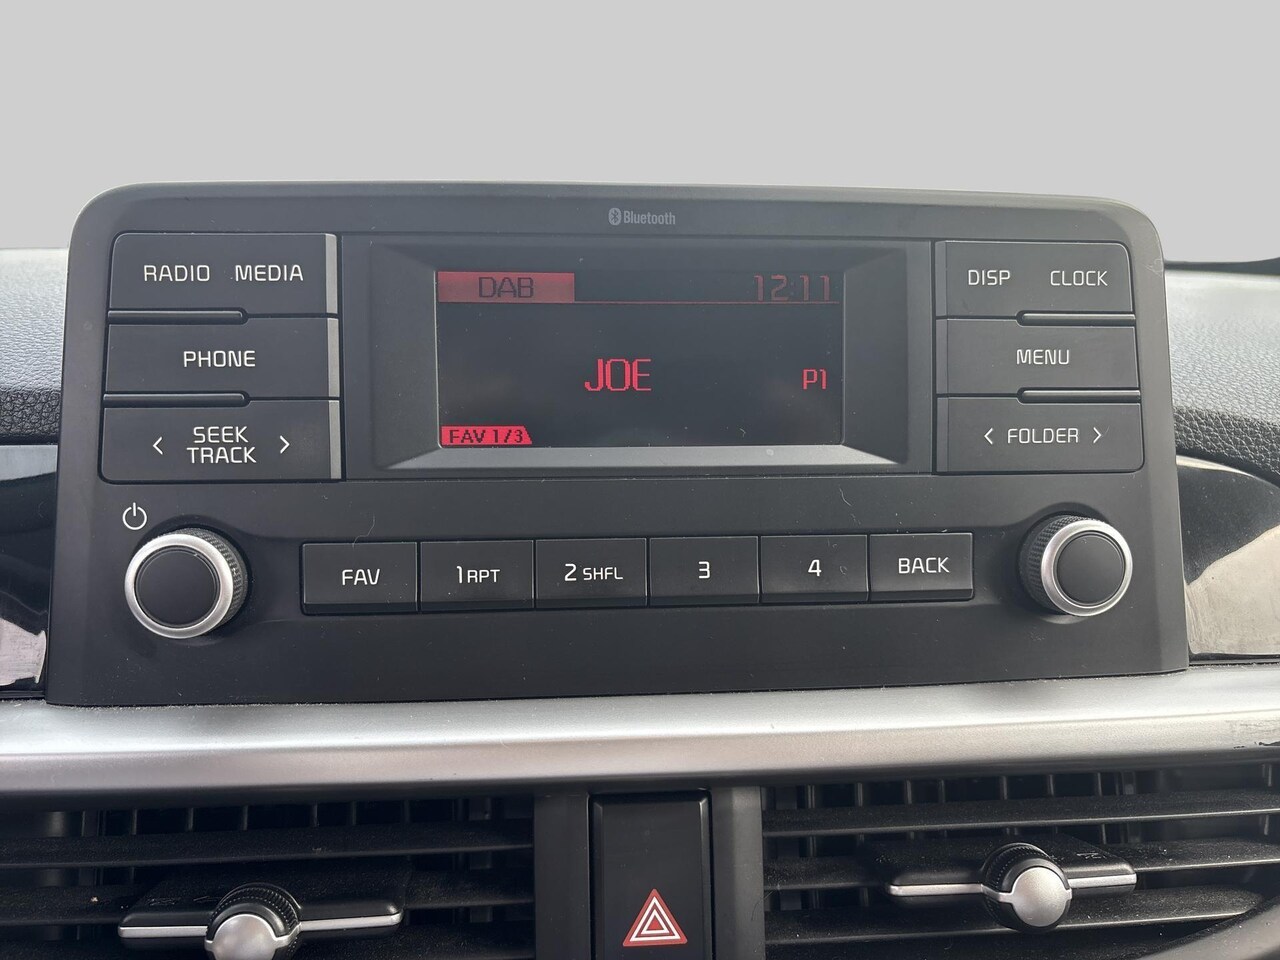 Bluetooth
RADIO MEDIA
PHONE
< SEEK >
TRACK
DAB 12:11
JOE P1
FAV 1/3
DISP CLOCK
MENU
< FOLDER >
FAV 1 RPT 2 SHFL 3 4 BACK